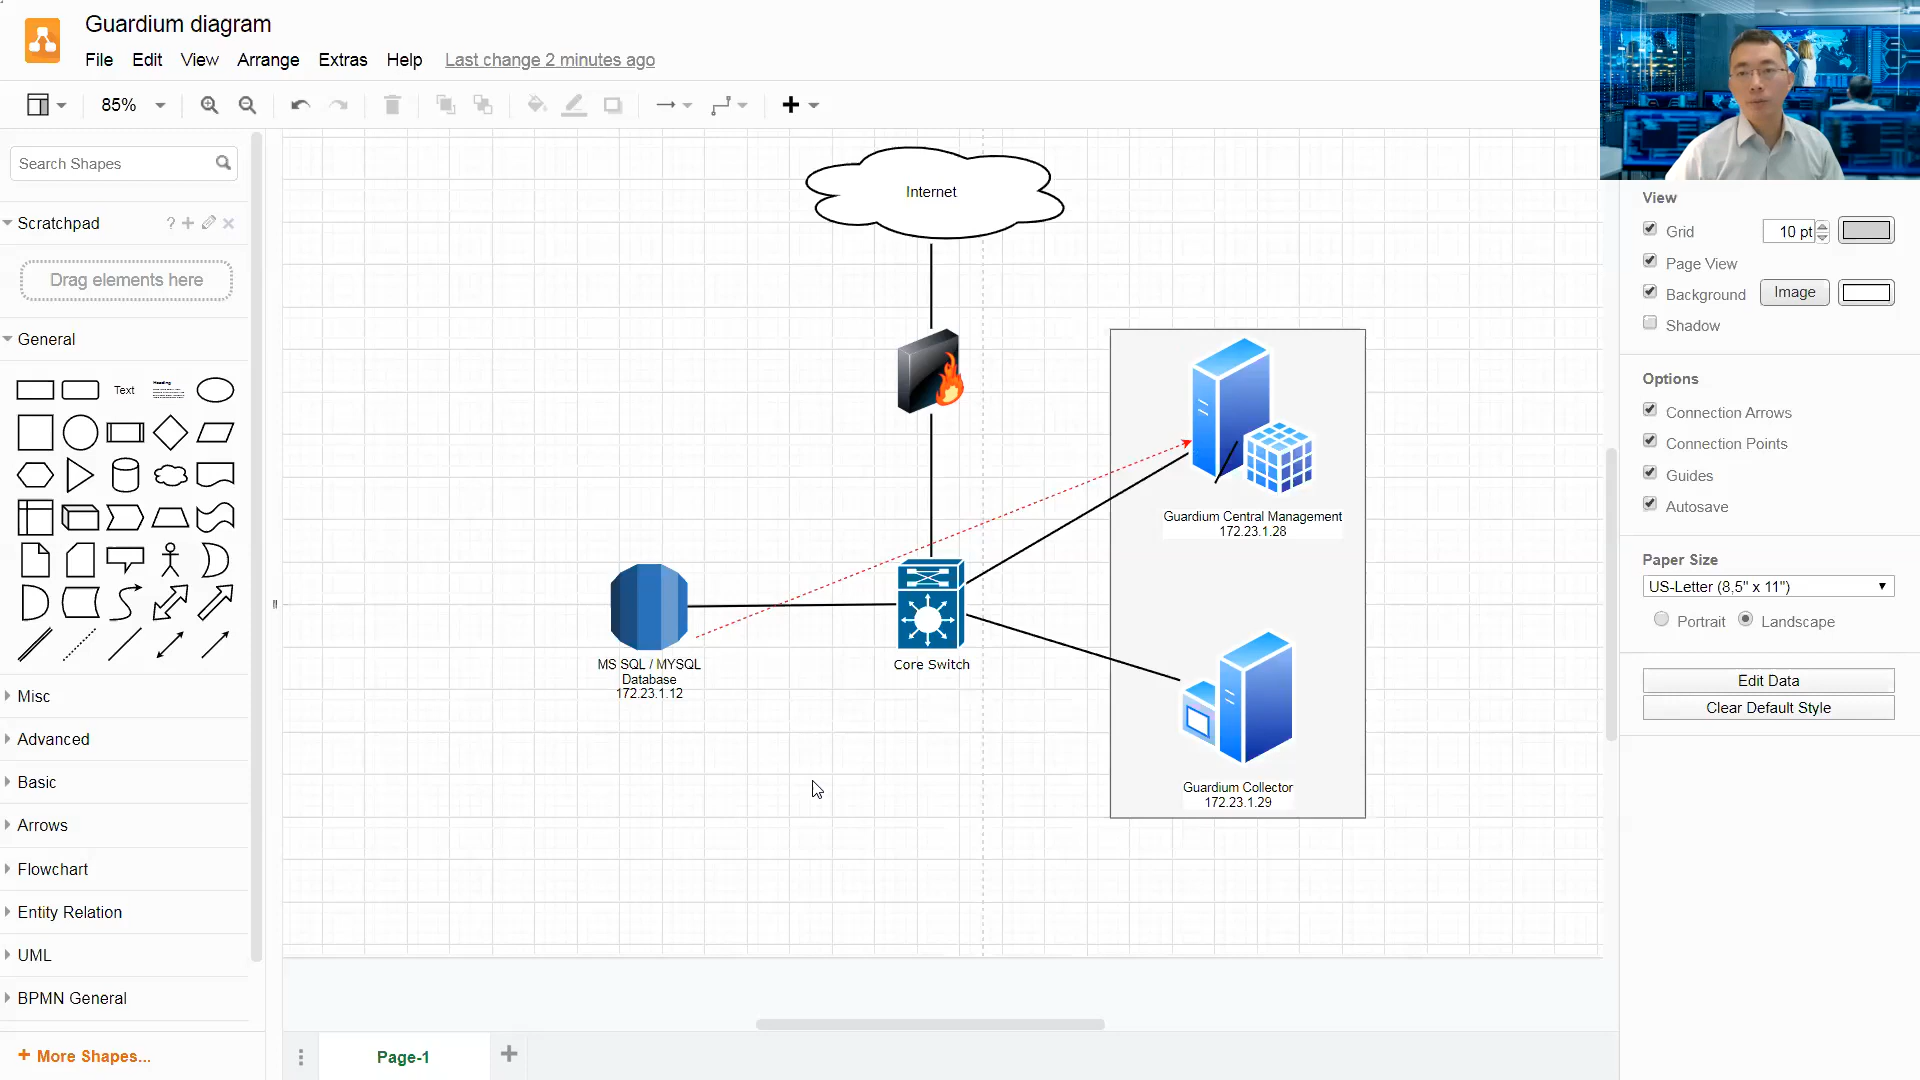 Guardium diagram
File Edit View Arrange Extras Help Last change 2 minutes ago
85%
Search Shapes
Scratchpad
?
Drag elements here
General
Text
Heading
Misc
Advanced
Basic
Arrows
Flowchart
Entity Relation
UML
BPMN General
+ More Shapes...
Internet
Guardium Central Management
172.23.1.28
MS SQL / MYSQL
Database
172.23.1.12
Core Switch
Guardium Collector
172.23.1.29
Page-1
View
Grid 10 pt
Page View
Background Image
Shadow
Options
Connection Arrows
Connection Points
Guides
Autosave
Paper Size
US-Letter (8,5" x 11")
Portrait Landscape
Edit Data
Clear Default Style